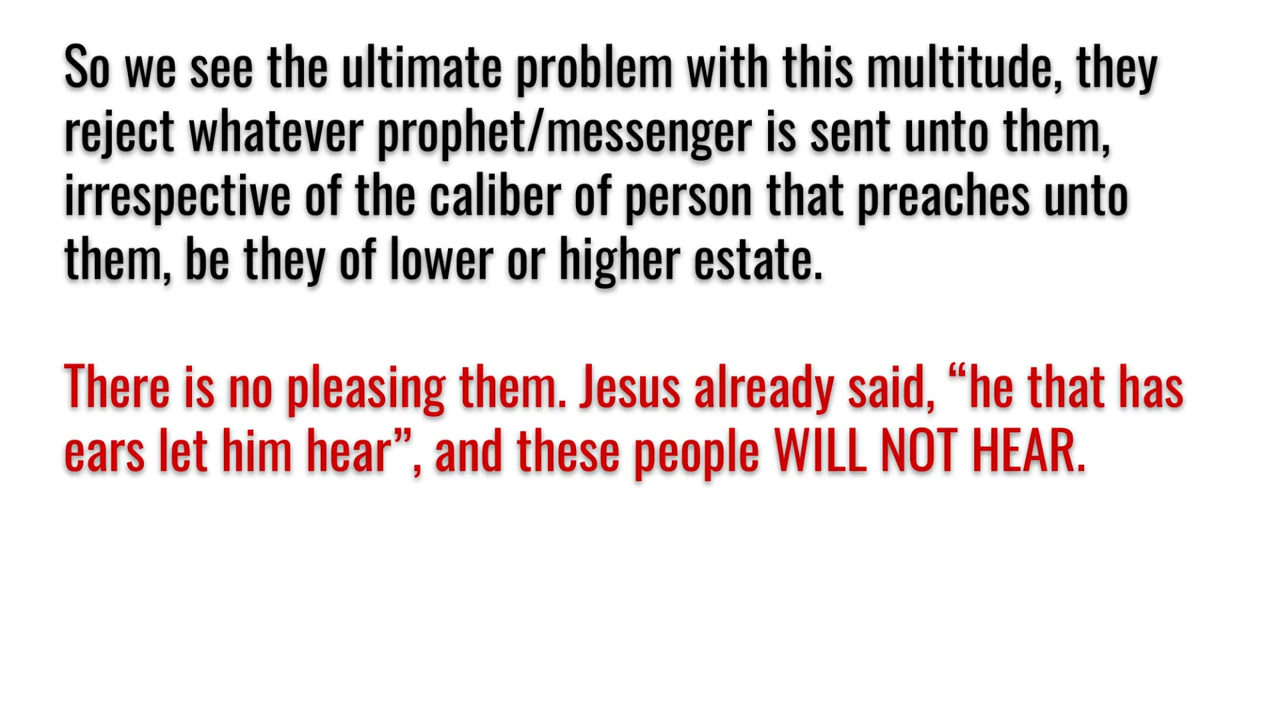 So we see the ultimate problem with this multitude, they
reject whatever prophet/messenger is sent unto them,
irrespective of the caliber of person that preaches unto
them, be they of lower or higher estate.
There is no pleasing them. Jesus already said, “he that has
ears let him hear”, and these people WILL NOT HEAR.